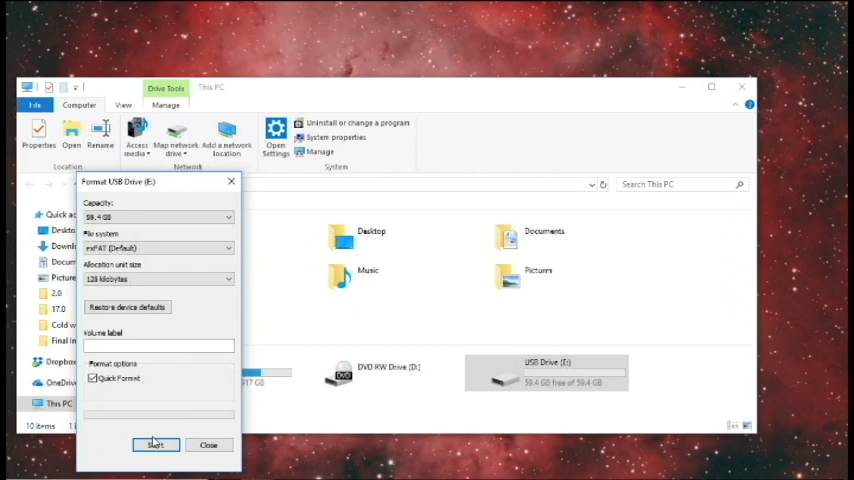 Drive Tools
This PC
File
Computer
View
Manage
Properties
Open
Rename
Access media
Map network drive
Add a network location
Open Settings
Uninstall or change a program
System properties
Manage
Location
Network
System
Search This PC
Format USB Drive (E:)
Capacity:
59.4 GB
File system
exFAT (Default)
Allocation unit size
128 kilobytes
Restore device defaults
Volume label
Format options
Quick Format
Start
Close
Quick ac
Deskto
Downl
Docum
Picture
2.0
17.0
Cold w
Final In
Dropbox
OneDriv
This PC
10 items
Desktop
Documents
Music
Pictures
917 GB
DVD RW Drive (D:)
DVD
USB Drive (E:)
59.4 GB free of 59.4 GB